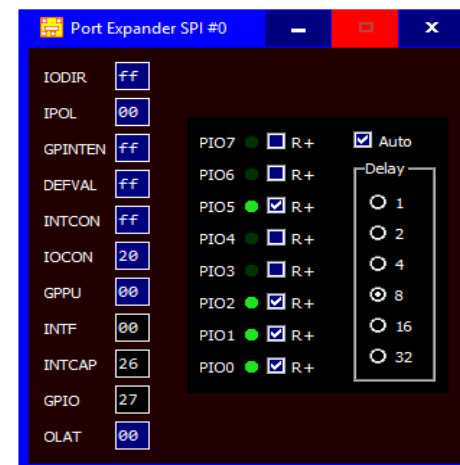 Port Expander SPI #0
IODIR ff
IPOL 00
GPINTEN ff
DEFVAL ff
INTCON ff
IOCON 20
GPPU 00
INTF 00
INTCAP 26
GPIO 27
OLAT 00
PIO7 R+
PIO6 R+
PIO5 R+
PIO4 R+
PIO3 R+
PIO2 R+
PIO1 R+
PIO0 R+
Auto
Delay
1
2
4
8
16
32